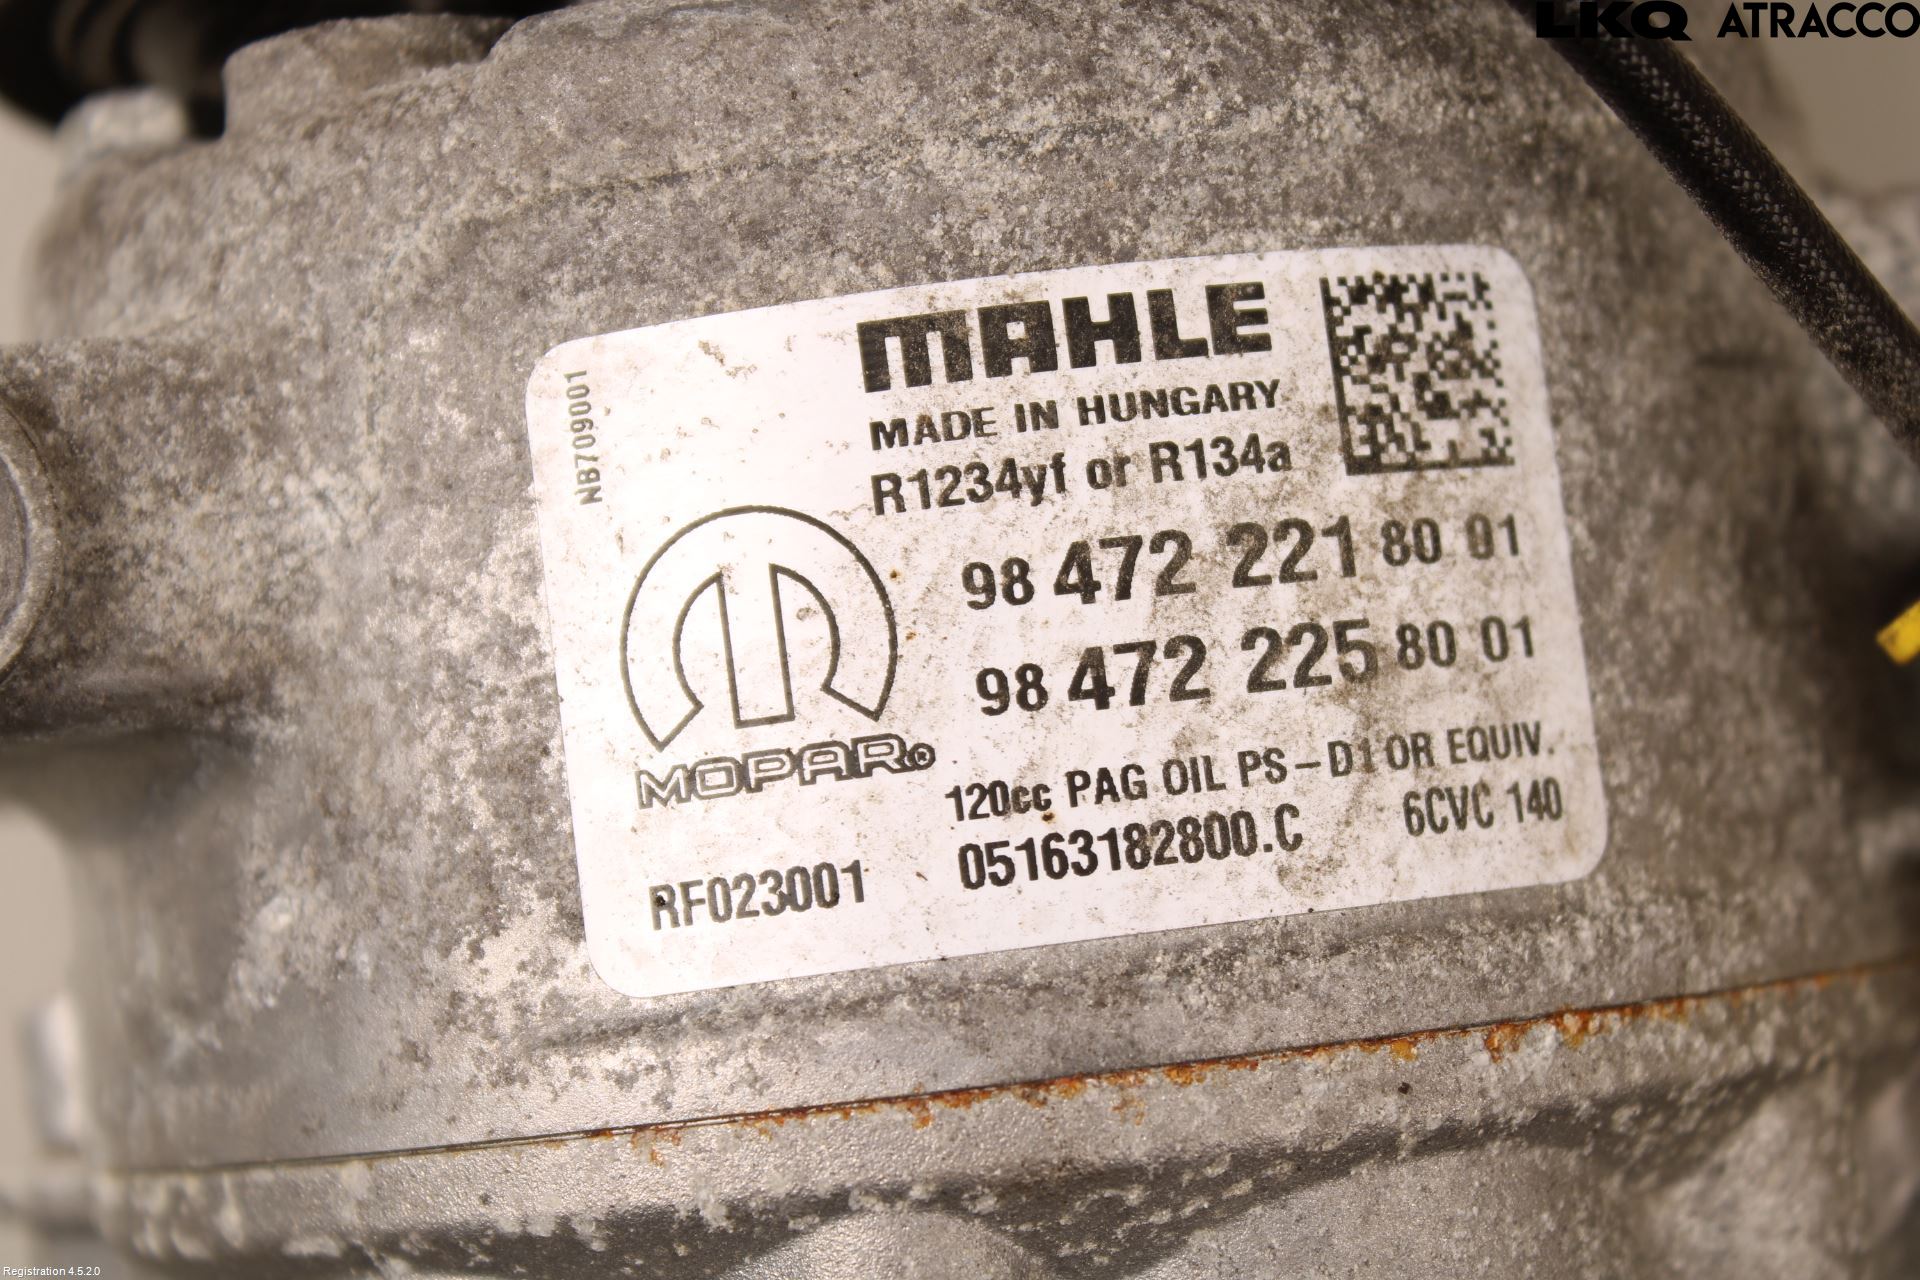 LKQ ATRACCO
MAHLE
MADE IN HUNGARY
R1234yf or R134a
NB709001
98 472 221 80 01
98 472 225 80 01
MOPAR®
120cc PAG OIL PS-D1 OR EQUIV.
05163182800.C 6CVC 140
RF023001
Registration 4.5.2.0